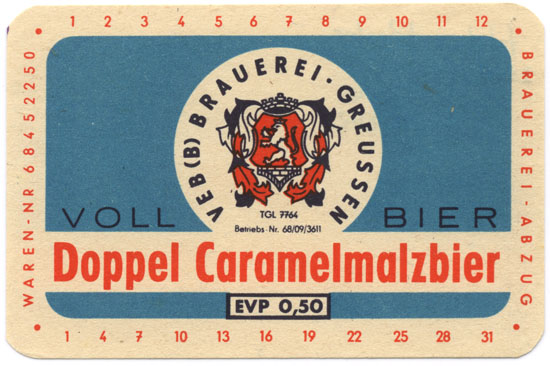 1 2 3 4 5 6 7 8 9 10 11 12
WAREN-NR 68452250
VEB (B) BRAUEREI · GREUSSEN
TGL 7764
Betriebs-Nr. 68/09/3611
VOLL BIER
Doppel Caramelmalzbier
EVP 0,50
BRAUEREI-ABZUG
1 4 7 10 13 16 19 22 25 28 31